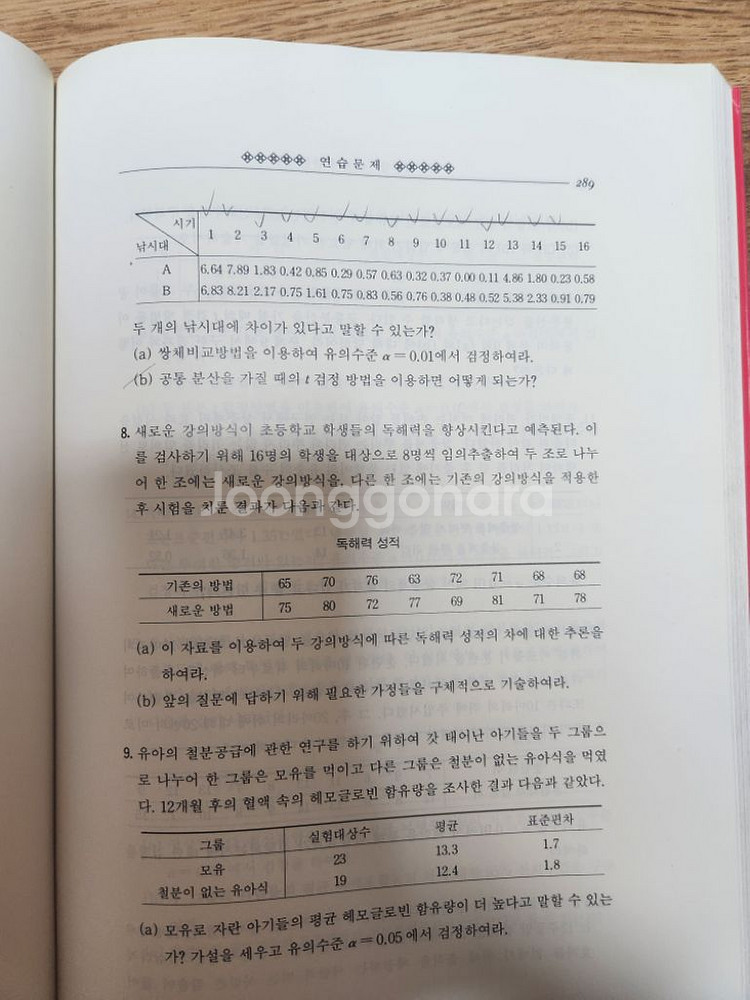 연습문제
289
시기
낚시대
1 2 3 4 5 6 7 8 9 10 11 12 13 14 15 16
A 6.64 7.89 1.83 0.42 0.85 0.29 0.57 0.63 0.32 0.37 0.00 0.11 4.86 1.80 0.23 0.58
B 6.83 8.21 2.17 0.75 1.61 0.75 0.83 0.56 0.76 0.38 0.48 0.52 5.38 2.33 0.91 0.79
두 개의 낚시대에 차이가 있다고 말할 수 있는가?
(a) 쌍체비교방법을 이용하여 유의수준 α = 0.01에서 검정하여라.
(b) 공통 분산을 가질 때의 t 검정 방법을 이용하면 어떻게 되는가?
8. 새로운 강의방식이 초등학교 학생들의 독해력을 향상시킨다고 예측된다. 이
를 검사하기 위해 16명의 학생을 대상으로 8명씩 임의추출하여 두 조로 나누
어 한 조에는 새로운 강의방식을, 다른 한 조에는 기존의 강의방식을 적용한
후 시험을 치룬 결과가 다음과 같다.
joonggonara
독해력 성적
기존의 방법 65 70 76 63 72 71 68 68
새로운 방법 75 80 72 77 69 81 71 78
(a) 이 자료를 이용하여 두 강의방식에 따른 독해력 성적의 차에 대한 추론을
하여라.
(b) 앞의 질문에 답하기 위해 필요한 가정들을 구체적으로 기술하여라.
9. 유아의 철분공급에 관한 연구를 하기 위하여 갓 태어난 아기들을 두 그룹으
로 나누어 한 그룹은 모유를 먹이고 다른 그룹은 철분이 없는 유아식을 먹였
다. 12개월 후의 혈액 속의 헤모글로빈 함유량을 조사한 결과 다음과 같았다.
그룹 실험대상수 평균 표준편차
모유 23 13.3 1.7
철분이 없는 유아식 19 12.4 1.8
(a) 모유로 자란 아기들의 평균 헤모글로빈 함유량이 더 높다고 말할 수 있는
가? 가설을 세우고 유의수준 α = 0.05에서 검정하여라.